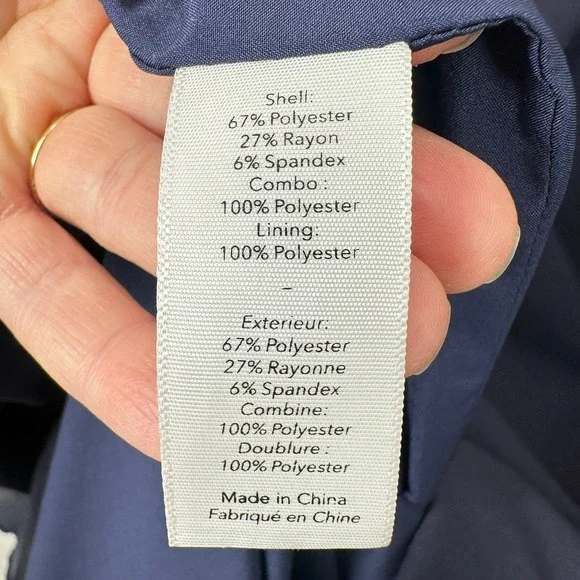 Shell:
67% Polyester
27% Rayon
6% Spandex
Combo :
100% Polyester
Lining:
100% Polyester
–
Exterieur:
67% Polyester
27% Rayonne
6% Spandex
Combine:
100% Polyester
Doublure :
100% Polyester
Made in China
Fabriqué en Chine